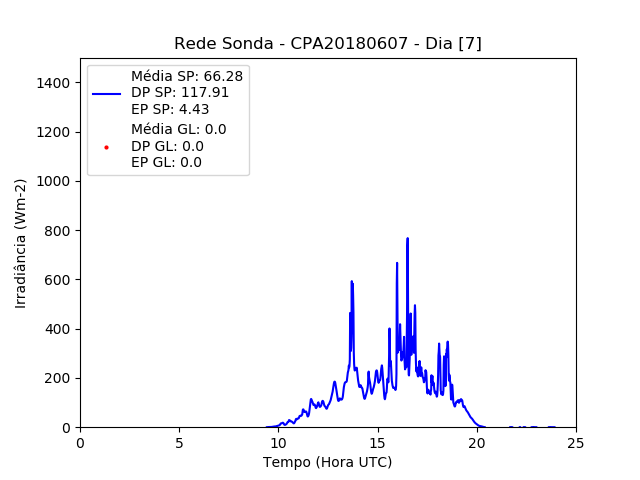 Rede Sonda - CPA20180607 - Dia [7]
Média SP: 66.28
DP SP: 117.91
EP SP: 4.43
Média GL: 0.0
DP GL: 0.0
EP GL: 0.0
Irradiância (Wm-2)
1400
1200
1000
800
600
400
200
0
0 5 10 15 20 25
Tempo (Hora UTC)